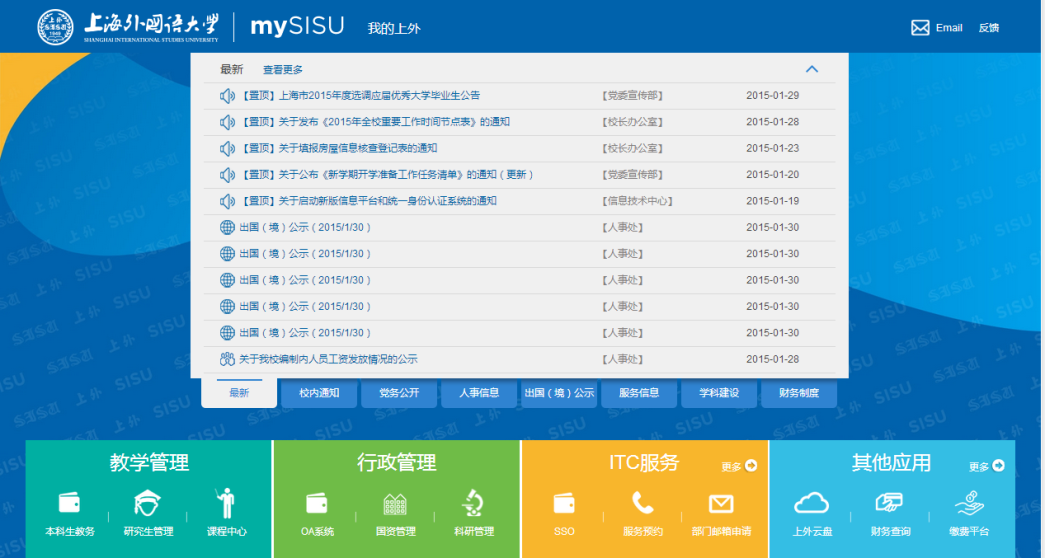 上海外国语大学 mySISU 我的上外 Email 反馈
SHANGHAI INTERNATIONAL STUDIES UNIVERSITY
最新 查看更多
【置顶】上海市2015年度选调应届优秀大学毕业生公告 【党委宣传部】 2015-01-29
【置顶】关于发布《2015年全校重要工作时间节点表》的通知 【校长办公室】 2015-01-28
【置顶】关于填报房屋信息核查登记表的通知 【校长办公室】 2015-01-23
【置顶】关于公布《新学期开学准备工作任务清单》的通知（更新） 【党委宣传部】 2015-01-20
【置顶】关于启动新版信息平台和统一身份认证系统的通知 【信息技术中心】 2015-01-19
出国（境）公示（2015/1/30） 【人事处】 2015-01-30
出国（境）公示（2015/1/30） 【人事处】 2015-01-30
出国（境）公示（2015/1/30） 【人事处】 2015-01-30
出国（境）公示（2015/1/30） 【人事处】 2015-01-30
出国（境）公示（2015/1/30） 【人事处】 2015-01-30
关于我校编制内人员工资发放情况的公示 【人事处】 2015-01-28
最新 校内通知 党务公开 人事信息 出国（境）公示 服务信息 学科建设 财务制度
教学管理 行政管理 ITC服务 更多 其他应用 更多
本科生教务 研究生管理 课程中心 OA系统 国资管理 科研管理 SSO 服务预约 部门邮箱申请 上外云盘 财务查询 缴费平台